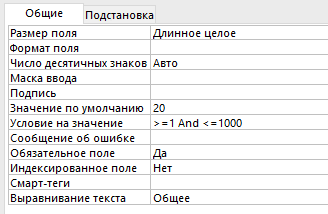 Общие Подстановка
Размер поля Длинное целое
Формат поля
Число десятичных знаков Авто
Маска ввода
Подпись
Значение по умолчанию 20
Условие на значение >=1 And <=1000
Сообщение об ошибке
Обязательное поле Да
Индексированное поле Нет
Смарт-теги
Выравнивание текста Общее